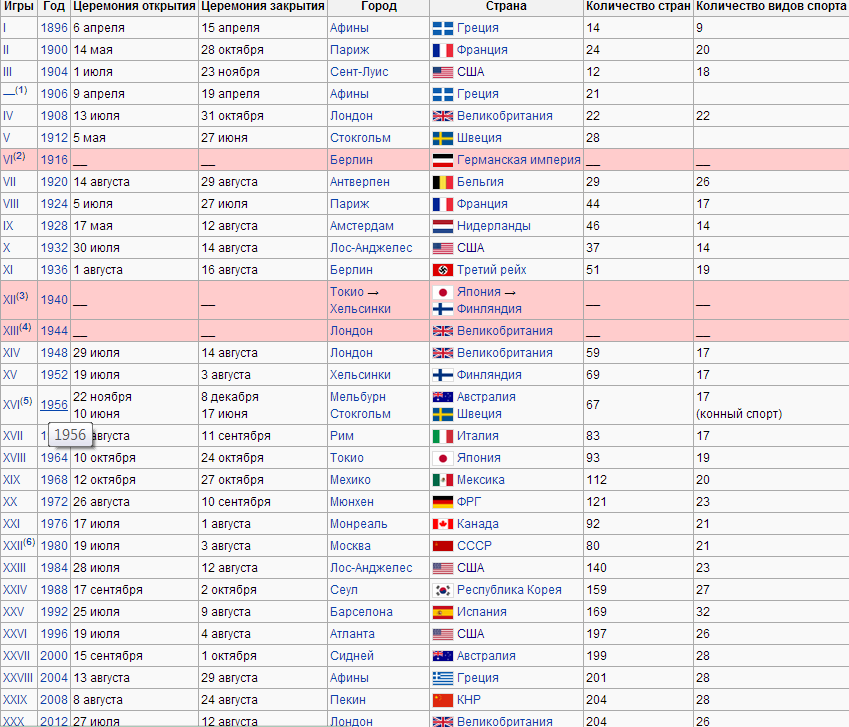 Игры Год Церемония открытия Церемония закрытия Город Страна Количество стран Количество видов спорта
I 1896 6 апреля 15 апреля Афины Греция 14 9
II 1900 14 мая 28 октября Париж Франция 24 20
III 1904 1 июля 23 ноября Сент-Луис США 12 18
—(1) 1906 9 апреля 19 апреля Афины Греция 21
IV 1908 13 июля 31 октября Лондон Великобритания 22 22
V 1912 5 мая 27 июня Стокгольм Швеция 28
VI(2) 1916 — — Берлин Германская империя — —
VII 1920 14 августа 29 августа Антверпен Бельгия 29 26
VIII 1924 5 июля 27 июля Париж Франция 44 17
IX 1928 17 мая 12 августа Амстердам Нидерланды 46 14
X 1932 30 июля 14 августа Лос-Анджелес США 37 14
XI 1936 1 августа 16 августа Берлин Третий рейх 51 19
XII(3) 1940 — — Токио → Япония → — —
Хельсинки Финляндия
XIII(4) 1944 — — Лондон Великобритания — —
XIV 1948 29 июля 14 августа Лондон Великобритания 59 17
XV 1952 19 июля 3 августа Хельсинки Финляндия 69 17
XVI(5) 1956 22 ноября 8 декабря Мельбурн Австралия 67 17
10 июня 17 июня Стокгольм Швеция (конный спорт)
XVII августа 11 сентября Рим Италия 83 17
1956
XVIII 1964 10 октября 24 октября Токио Япония 93 19
XIX 1968 12 октября 27 октября Мехико Мексика 112 20
XX 1972 26 августа 10 сентября Мюнхен ФРГ 121 23
XXI 1976 17 июля 1 августа Монреаль Канада 92 21
XXII(6) 1980 19 июля 3 августа Москва СССР 80 21
XXIII 1984 28 июля 12 августа Лос-Анджелес США 140 23
XXIV 1988 17 сентября 2 октября Сеул Республика Корея 159 27
XXV 1992 25 июля 9 августа Барселона Испания 169 32
XXVI 1996 19 июля 4 августа Атланта США 197 26
XXVII 2000 15 сентября 1 октября Сидней Австралия 199 28
XXVIII 2004 13 августа 29 августа Афины Греция 201 28
XXIX 2008 8 августа 24 августа Пекин КНР 204 28
XXX 2012 27 июля 12 августа Лондон Великобритания 204 26